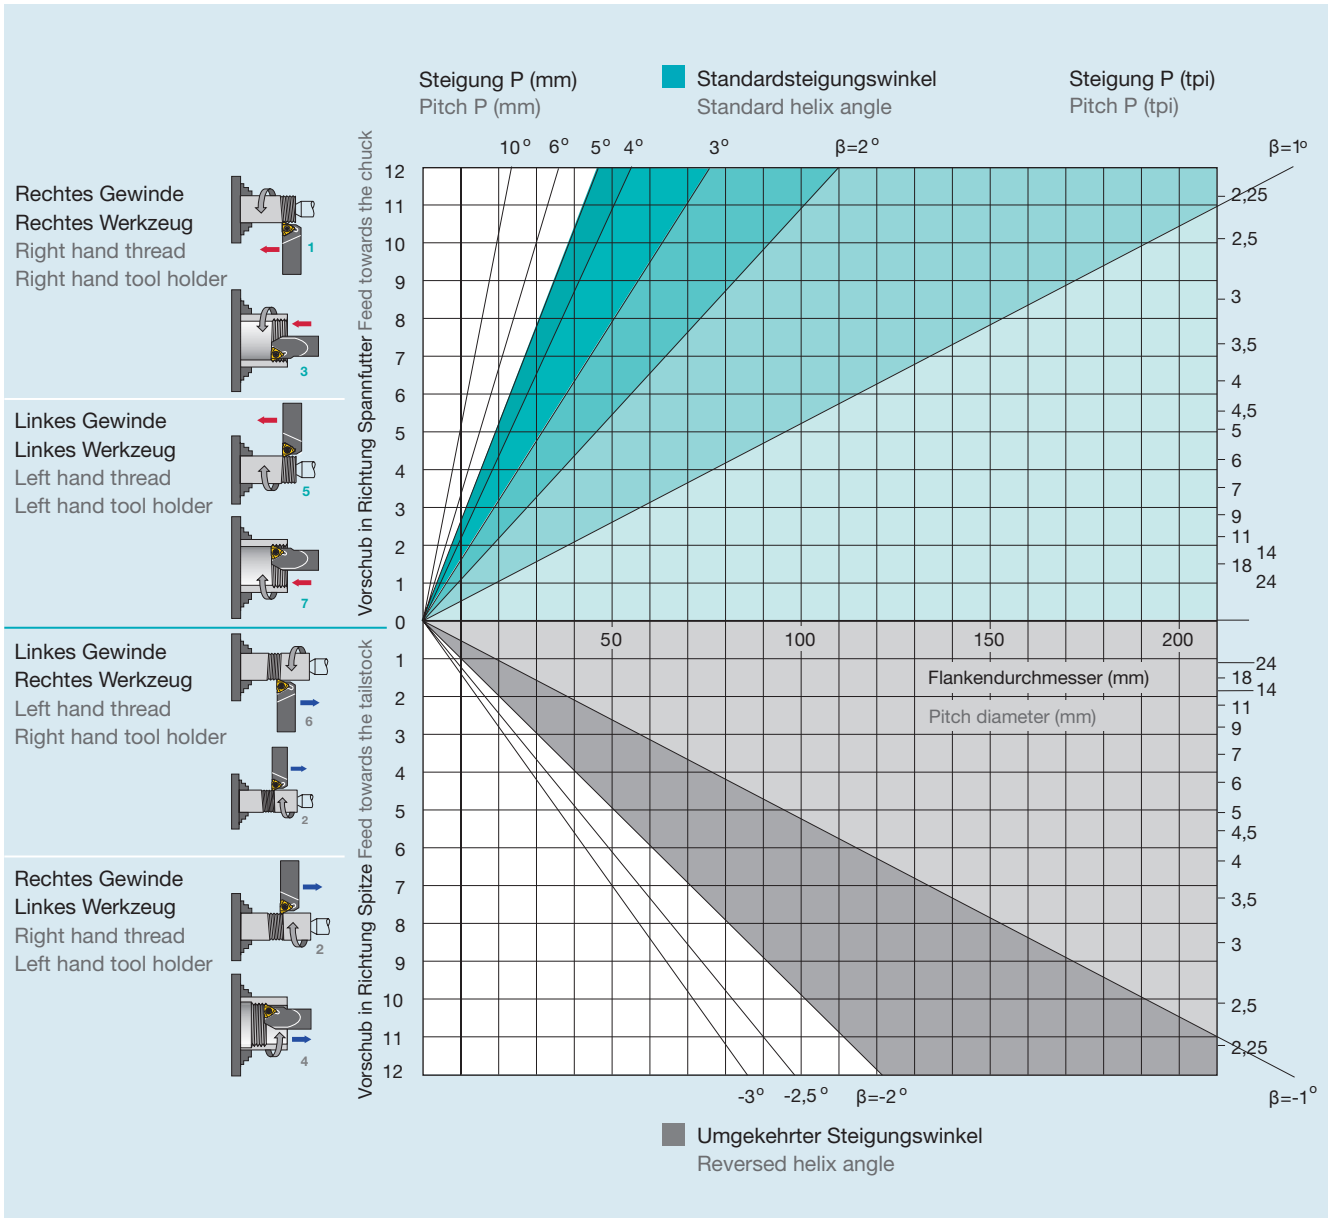 Steigung P (mm)
Pitch P (mm)
Standardsteigungswinkel
Standard helix angle
Steigung P (tpi)
Pitch P (tpi)
10° 6° 5° 4° 3° β=2° β=1°
Rechtes Gewinde
Rechtes Werkzeug
Right hand thread
Right hand tool holder
1
3
Linkes Gewinde
Linkes Werkzeug
Left hand thread
Left hand tool holder
5
7
Linkes Gewinde
Rechtes Werkzeug
Left hand thread
Right hand tool holder
6
2
Rechtes Gewinde
Linkes Werkzeug
Right hand thread
Left hand tool holder
2
4
Vorschub in Richtung Spannfutter Feed towards the chuck
Vorschub in Richtung Spitze Feed towards the tailstock
12
11
10
9
8
7
6
5
4
3
2
1
0
1
2
3
4
5
6
7
8
9
10
11
12
50 100 150 200
Flankendurchmesser (mm)
Pitch diameter (mm)
2,25
2,5
3
3,5
4
4,5
5
6
7
9
11
14
18
24
24
18
14
11
9
7
6
5
4,5
4
3,5
3
2,5
2,25
-3° -2,5° β=-2° β=-1°
Umgekehrter Steigungswinkel
Reversed helix angle